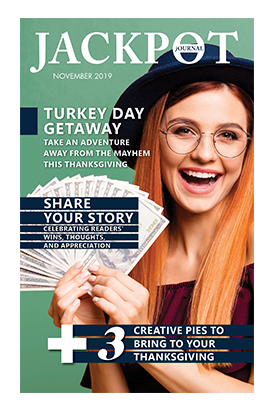 JACKPOT
JOURNAL
NOVEMBER 2019
TURKEY DAY
GETAWAY
TAKE AN ADVENTURE
AWAY FROM THE MAYHEM
THIS THANKSGIVING
SHARE
YOUR STORY
CELEBRATING READERS'
WINS, THOUGHTS,
AND APPRECIATION
+ 3
CREATIVE PIES TO
BRING TO YOUR
THANKSGIVING